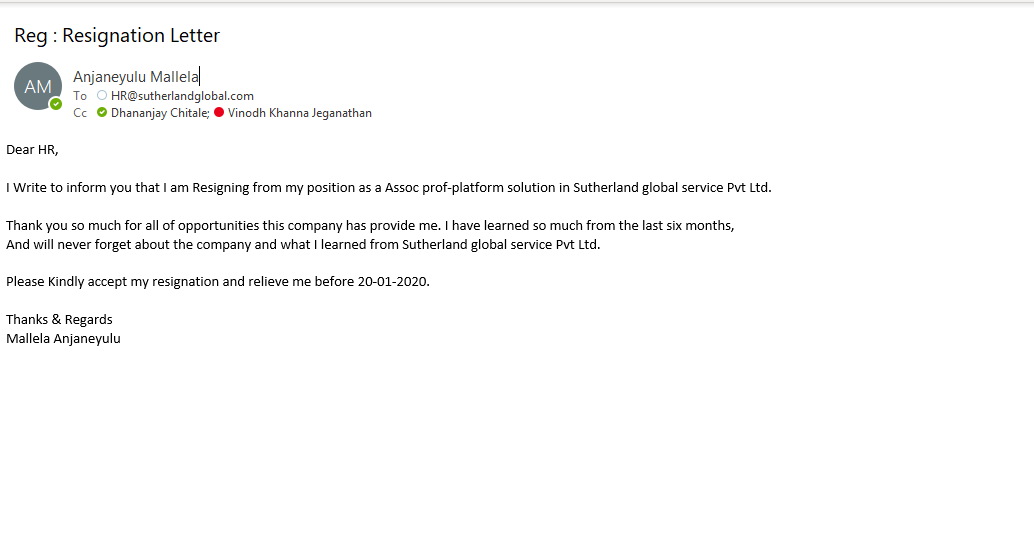 Reg : Resignation Letter
AM
Anjaneyulu Mallela
To HR@sutherlandglobal.com
Cc Dhananjay Chitale; Vinodh Khanna Jeganathan
Dear HR,
I Write to inform you that I am Resigning from my position as a Assoc prof-platform solution in Sutherland global service Pvt Ltd.
Thank you so much for all of opportunities this company has provide me. I have learned so much from the last six months,
And will never forget about the company and what I learned from Sutherland global service Pvt Ltd.
Please Kindly accept my resignation and relieve me before 20-01-2020.
Thanks & Regards
Mallela Anjaneyulu